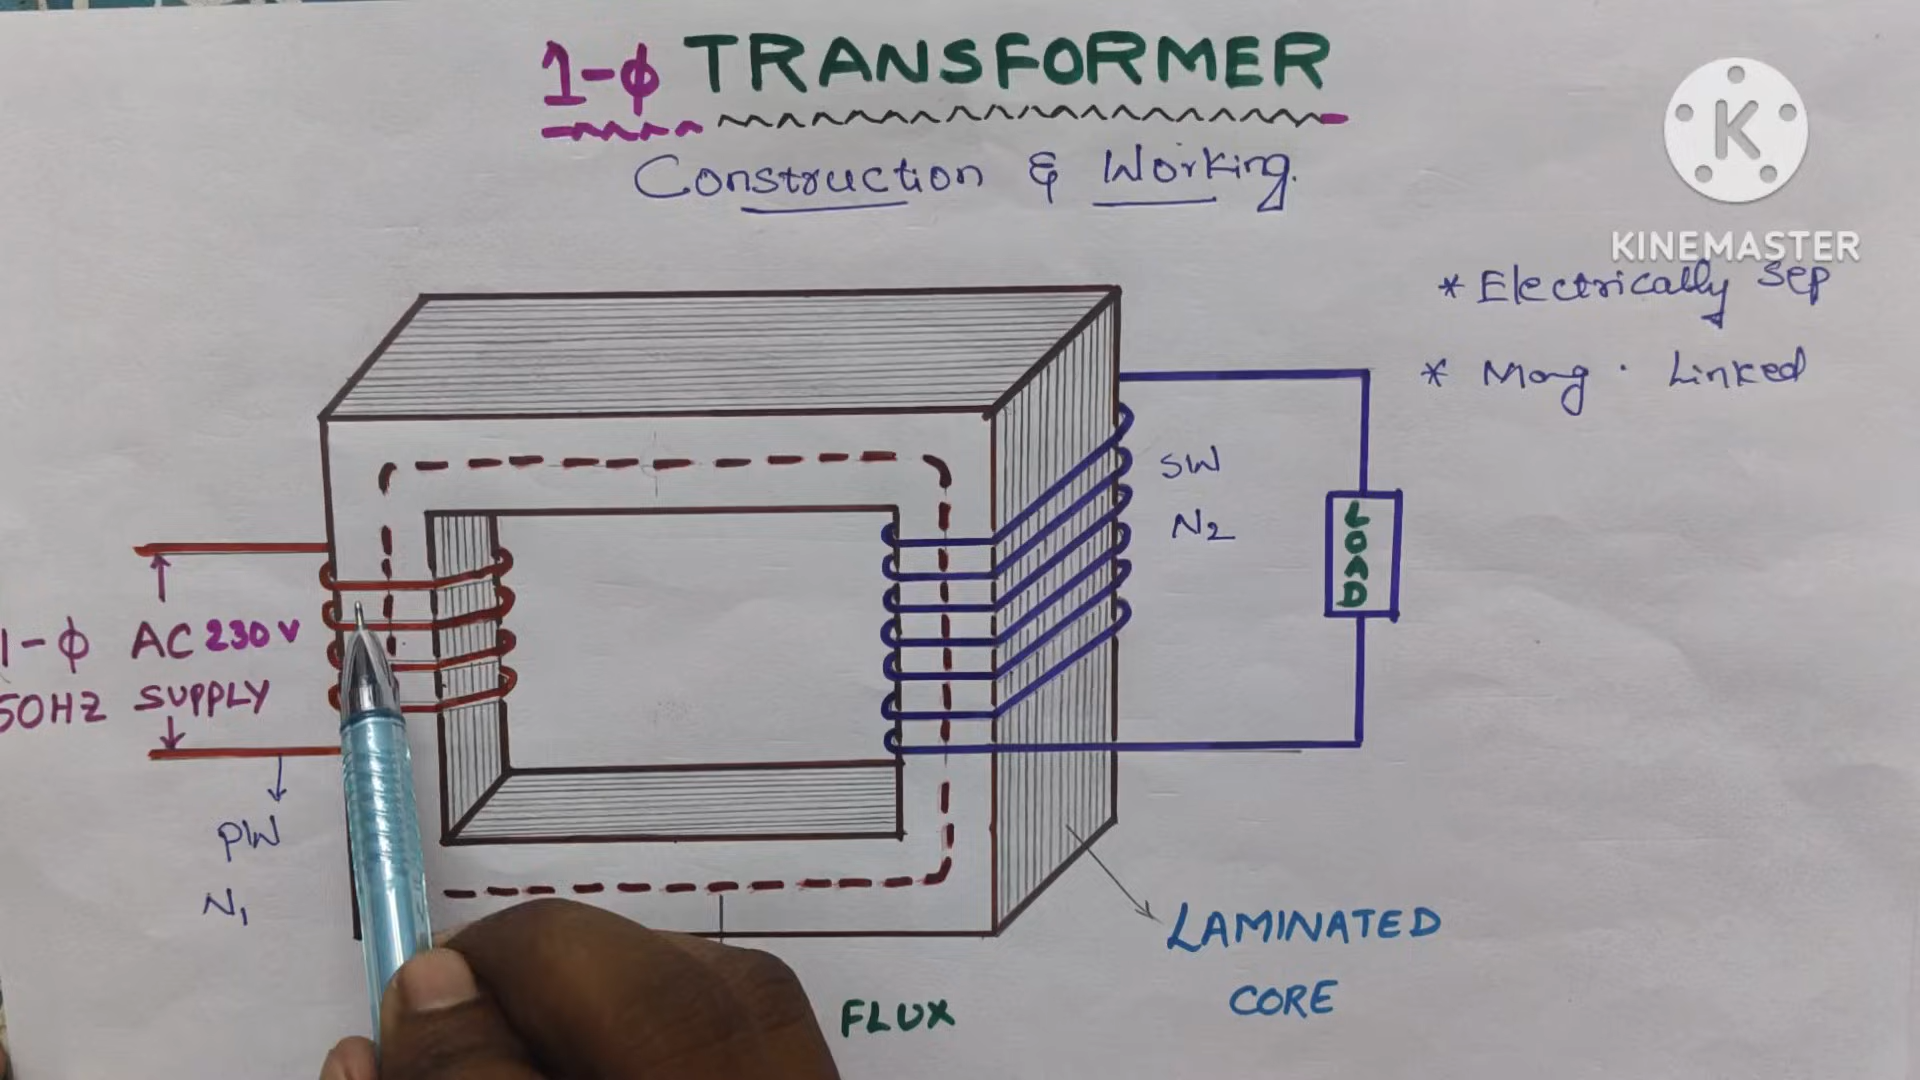 1-ϕ TRANSFORMER
Construction & Working.
K
KINEMASTER
* Electrically Sep
* Mag. Linked
SW
N2
LOAD
1-ϕ AC 230V
50HZ SUPPLY
PW
N1
LAMINATED
CORE
FLUX